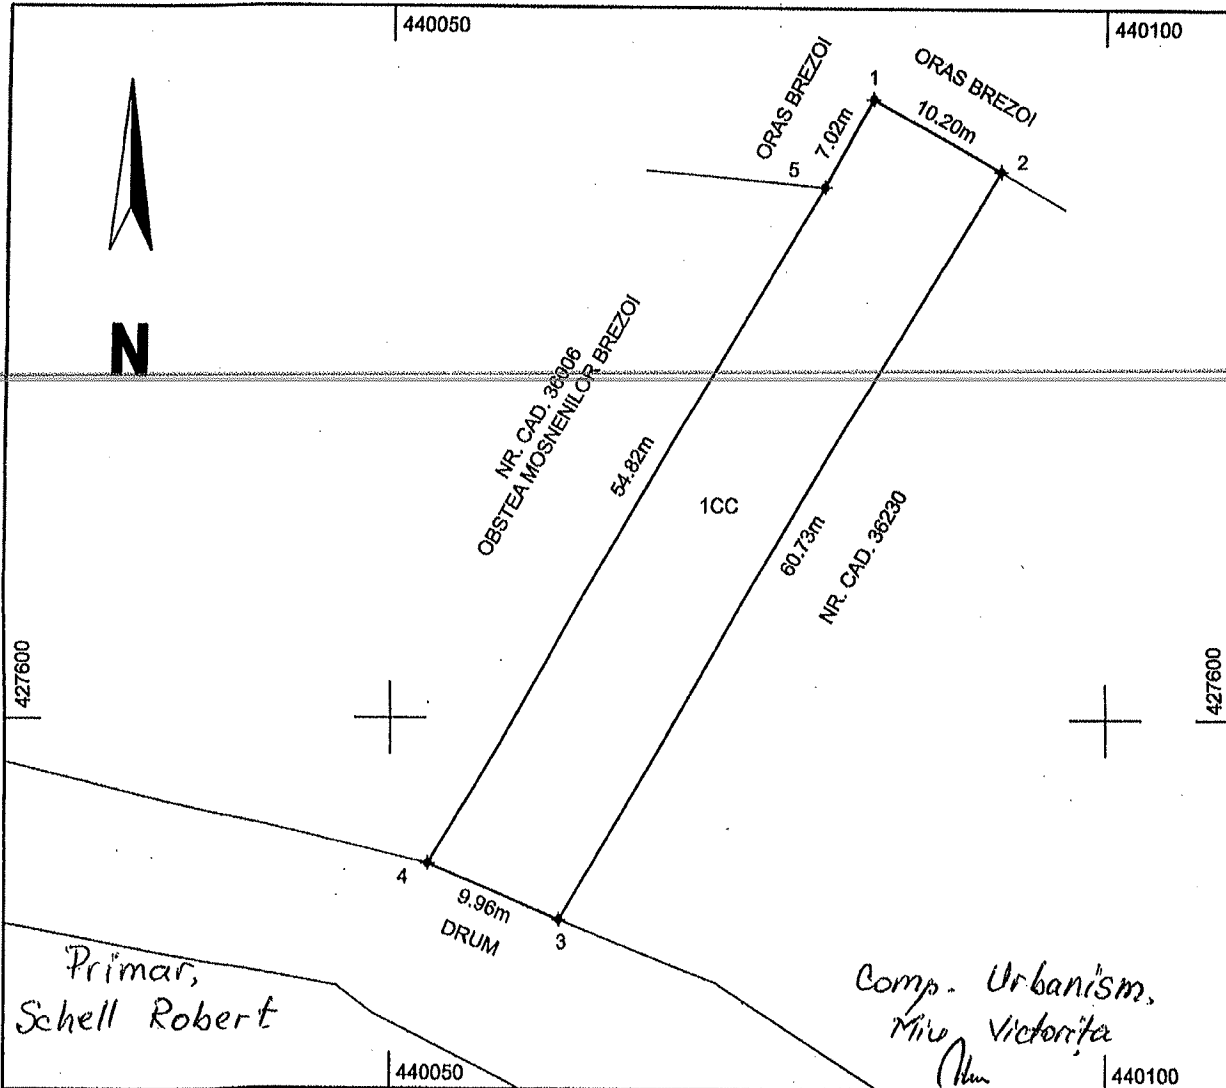 440050
440100
ORAS BREZOI
1
ORAS BREZOI
7.02m
10.20m
5
2
N
NR. CAD. 36006
OBSTEA MOSNENILOR BREZOI
54.82m
1CC
60.73m
NR. CAD. 36230
427600
427600
4
9.96m
DRUM
3
Primar,
Schell Robert
Comp. Urbanism,
Miu Victorița
440050
440100